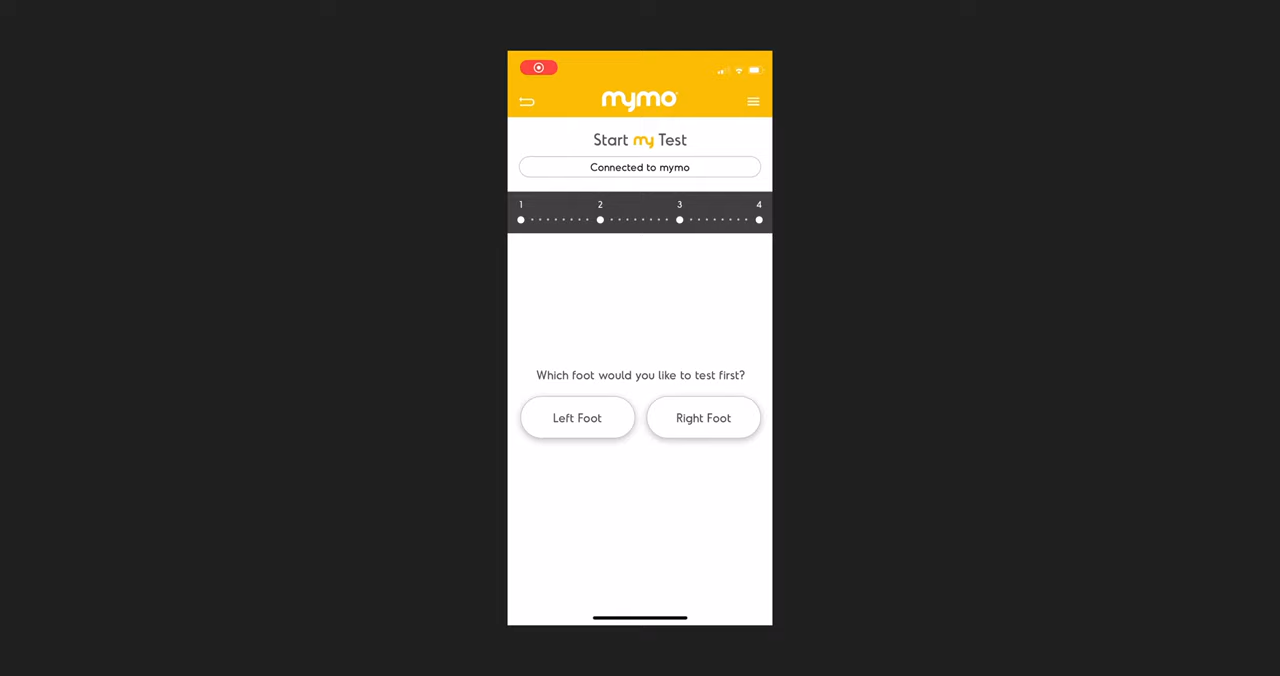 mymo
Start my Test
Connected to mymo
1 2 3 4
Which foot would you like to test first?
Left Foot Right Foot